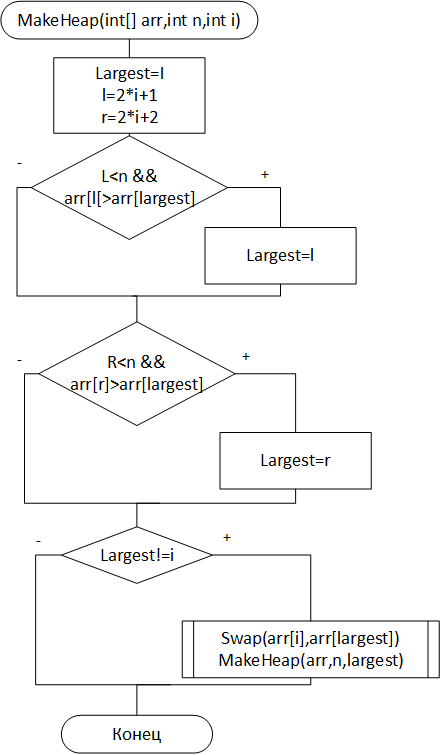 MakeHeap(int[] arr,int n,int i)
Largest=I
l=2*i+1
r=2*i+2
-
L<n &&
arr[l[>arr[largest]
+
Largest=l
-
R<n &&
arr[r]>arr[largest]
+
Largest=r
-
Largest!=i
+
Swap(arr[i],arr[largest])
MakeHeap(arr,n,largest)
Конец